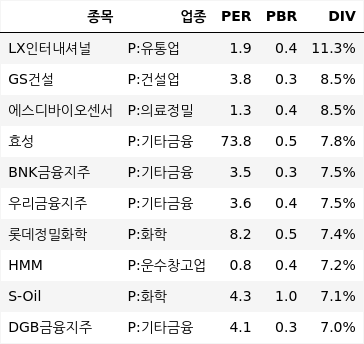 종목 업종 PER PBR DIV
LX인터내셔널 P:유통업 1.9 0.4 11.3%
GS건설 P:건설업 3.8 0.3 8.5%
에스디바이오센서 P:의료정밀 1.3 0.4 8.5%
효성 P:기타금융 73.8 0.5 7.8%
BNK금융지주 P:기타금융 3.5 0.3 7.5%
우리금융지주 P:기타금융 3.6 0.4 7.5%
롯데정밀화학 P:화학 8.2 0.5 7.4%
HMM P:운수창고업 0.8 0.4 7.2%
S-Oil P:화학 4.3 1.0 7.1%
DGB금융지주 P:기타금융 4.1 0.3 7.0%